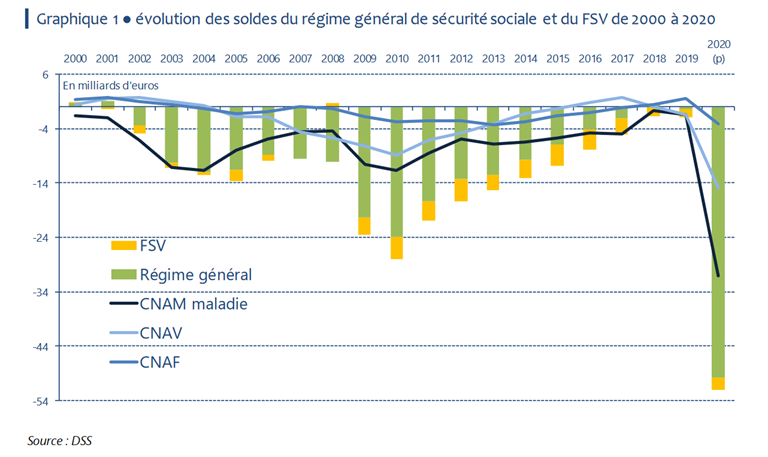 Graphique 1 ● évolution des soldes du régime général de sécurité sociale et du FSV de 2000 à 2020
2000 2001 2002 2003 2004 2005 2006 2007 2008 2009 2010 2011 2012 2013 2014 2015 2016 2017 2018 2019 2020
(p)
6
En milliards d'euros
-4
-14
-24
FSV
Régime général
-34
CNAM maladie
CNAV
-44
CNAF
-54
Source : DSS